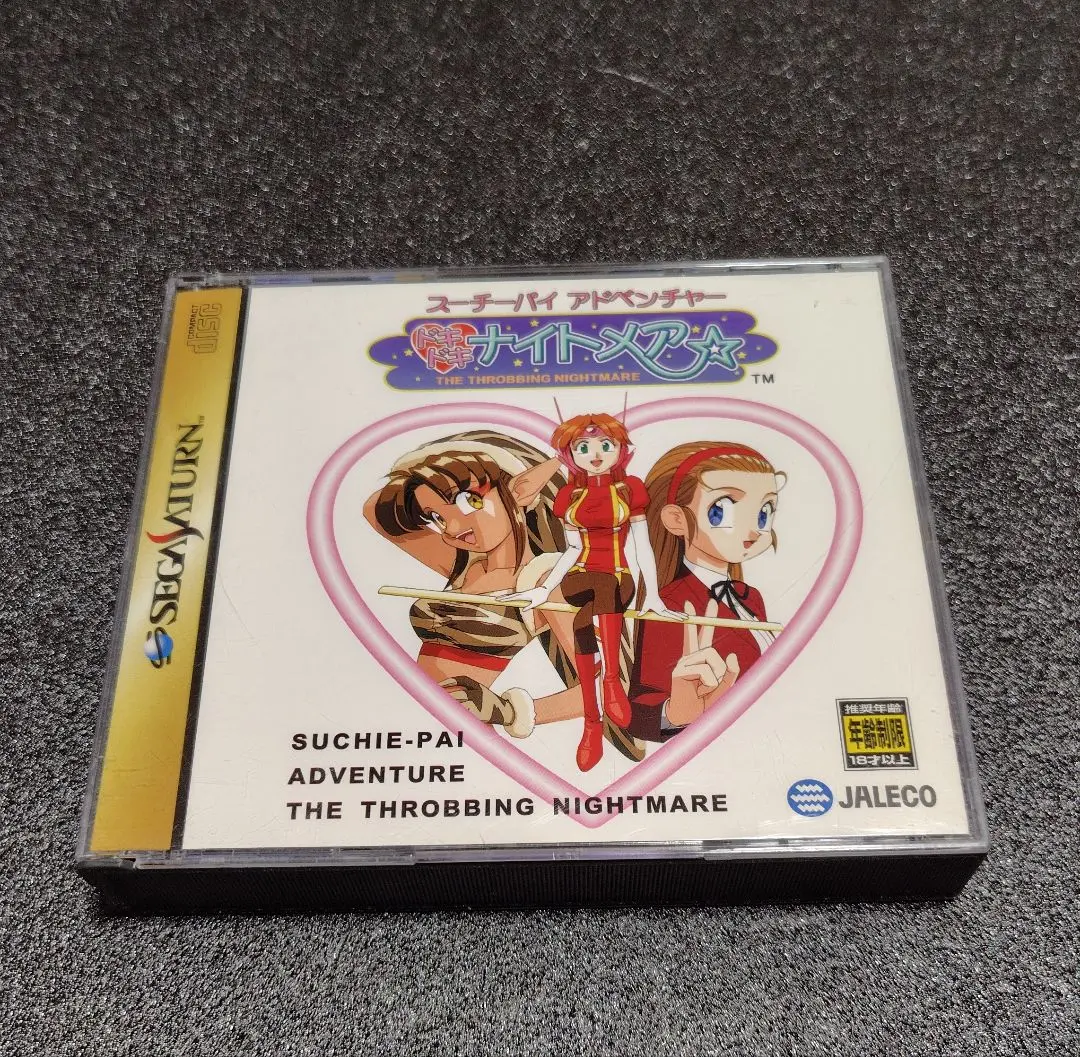 スーチーパイ アドベンチャー
ドキドキナイトメア☆
THE THROBBING NIGHTMARE
TM
COMPACT
DISC
SEGA SATURN
TM
SUCHIE-PAI
ADVENTURE
THE THROBBING NIGHTMARE
推奨年齢
年齢制限
18才以上
JALECO